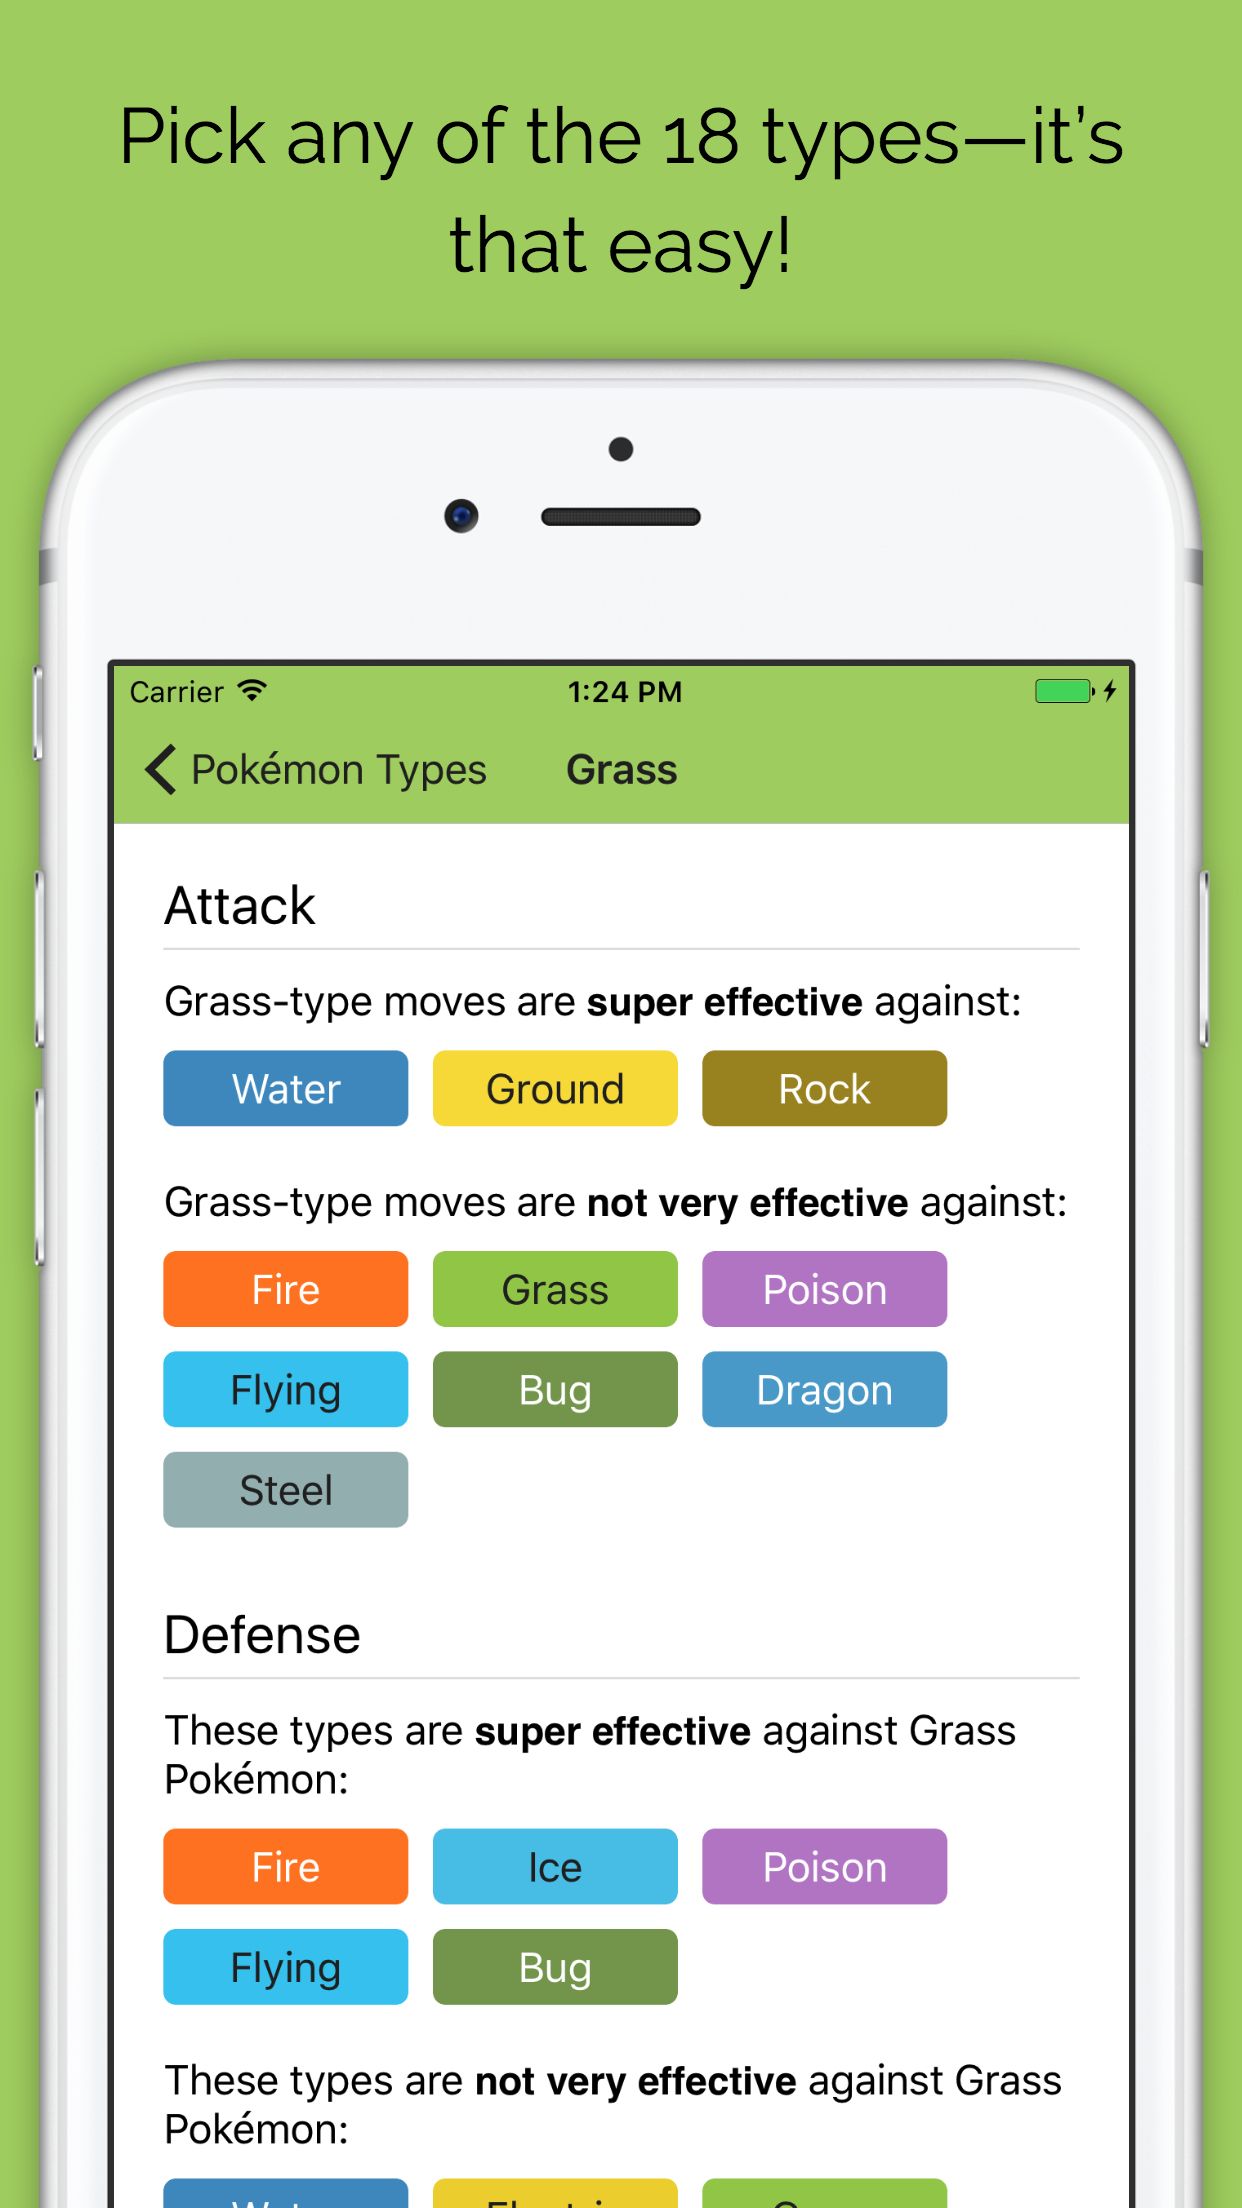 Pick any of the 18 types—it’s
that easy!
Carrier 1:24 PM
Pokémon Types Grass
Attack
Grass-type moves are super effective against:
Water Ground Rock
Grass-type moves are not very effective against:
Fire Grass Poison
Flying Bug Dragon
Steel
Defense
These types are super effective against Grass
Pokémon:
Fire Ice Poison
Flying Bug
These types are not very effective against Grass
Pokémon: